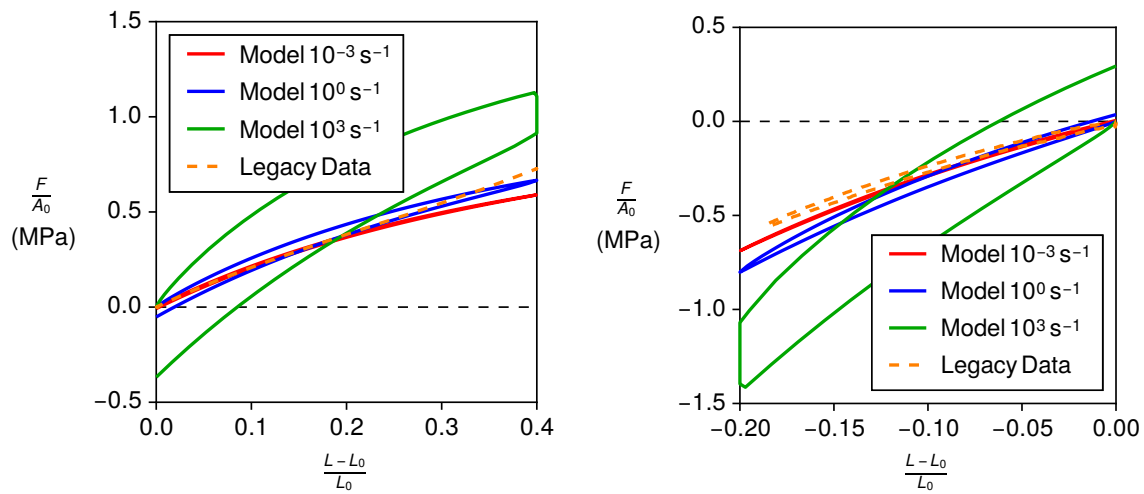 1.5
1.0
0.5
0.0
−0.5
F/A₀
(MPa)
Model 10⁻³ s⁻¹
Model 10⁰ s⁻¹
Model 10³ s⁻¹
Legacy Data
0.0 0.1 0.2 0.3 0.4
L − L₀
L₀
0.5
0.0
−0.5
−1.0
−1.5
F/A₀
(MPa)
Model 10⁻³ s⁻¹
Model 10⁰ s⁻¹
Model 10³ s⁻¹
Legacy Data
−0.20 −0.15 −0.10 −0.05 0.00
L − L₀
L₀